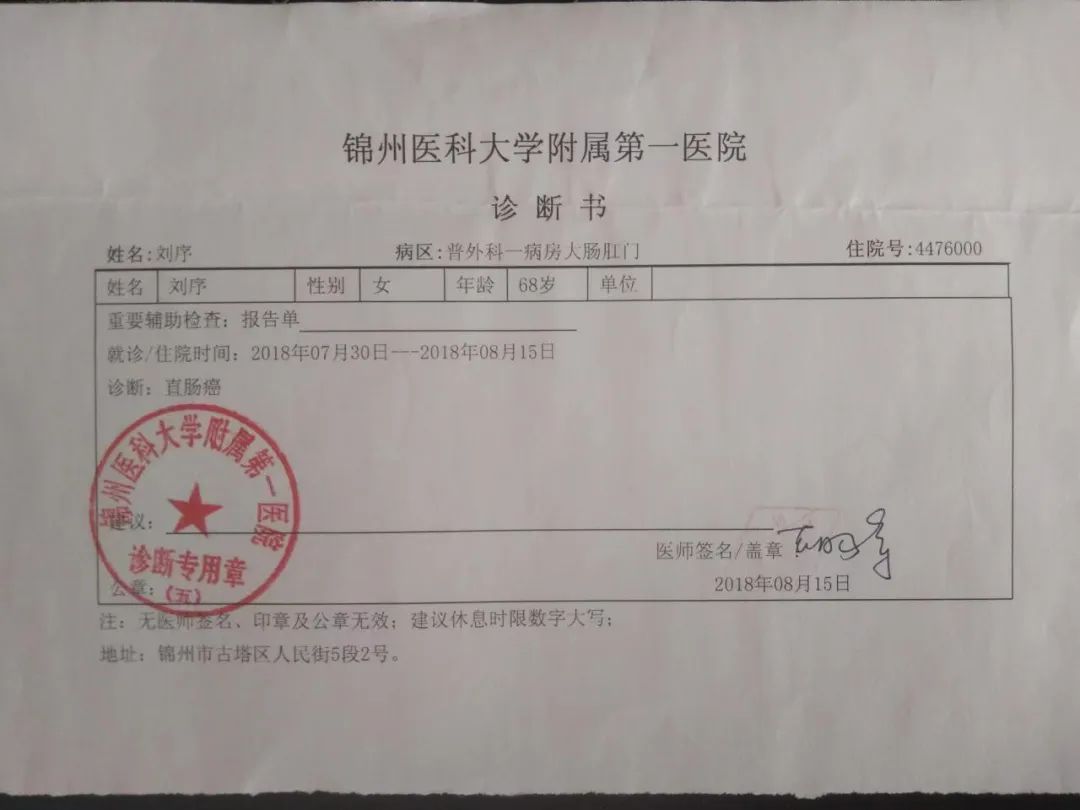 锦州医科大学附属第一医院
诊断书
姓名:刘序 病区:普外科一病房大肠肛门 住院号:4476000
姓名 刘序 性别 女 年龄 68岁 单位
重要辅助检查: 报告单
就诊/住院时间: 2018年07月30日---2018年08月15日
诊断: 直肠癌
锦州医科大学附属第一医院
诊断专用章
(五)
建议:
医师签名/盖章:
2018年08月15日
公章:
注: 无医师签名、印章及公章无效; 建议休息时限数字大写;
地址: 锦州市古塔区人民街5段2号。